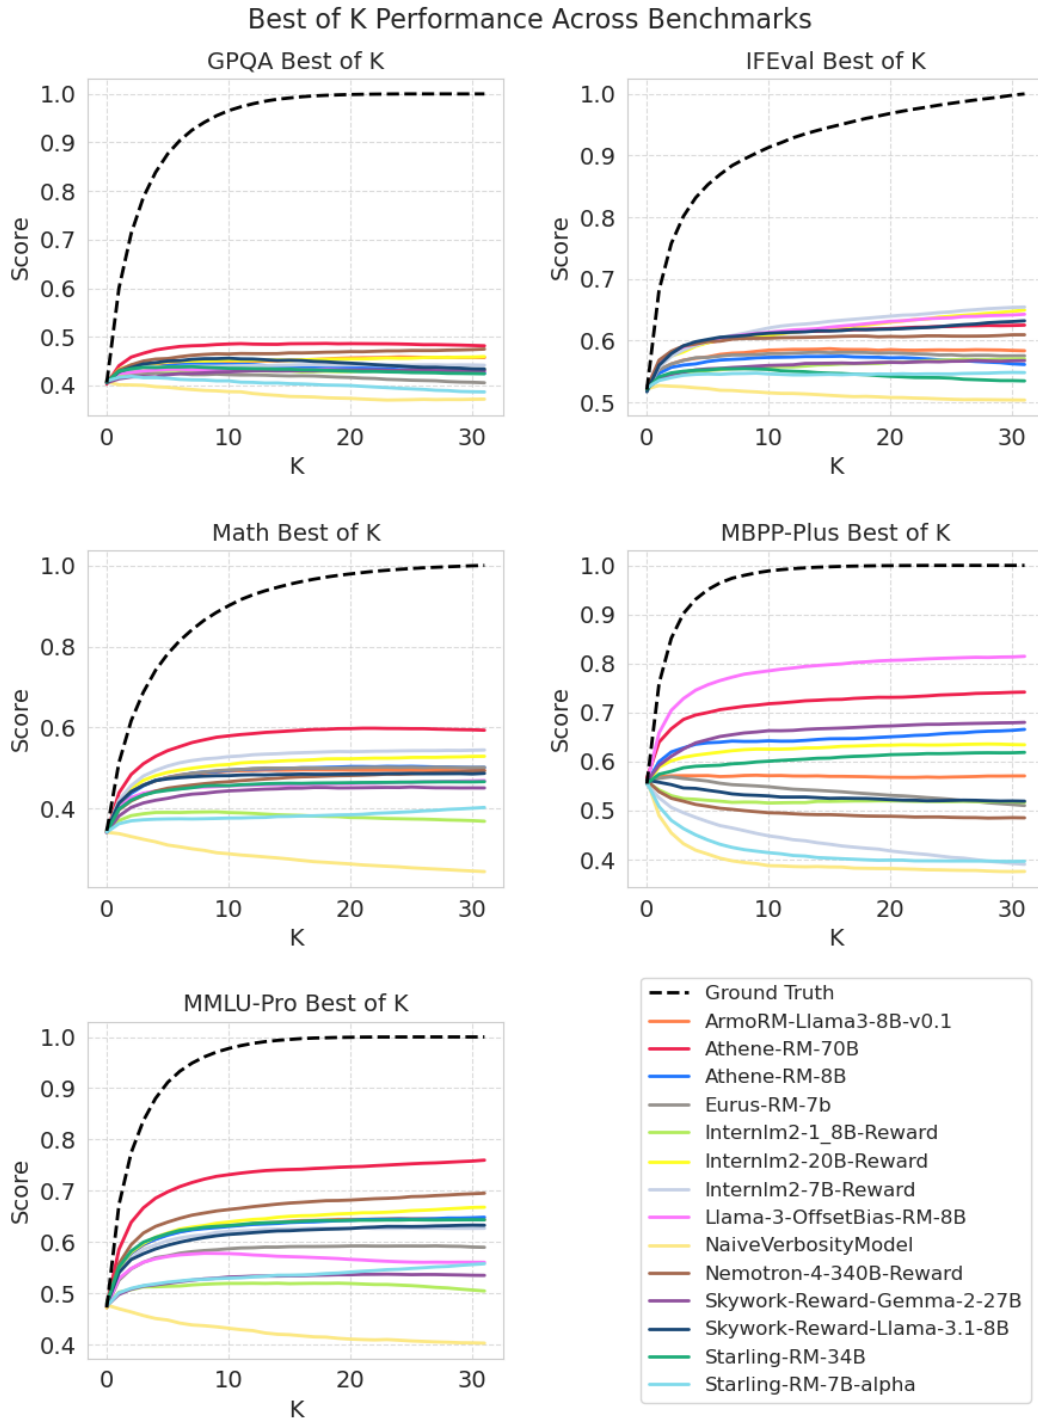 Best of K Performance Across Benchmarks
GPQA Best of K
Score
1.0
0.9
0.8
0.7
0.6
0.5
0.4
0
10
20
30
K
IFEval Best of K
Score
1.0
0.9
0.8
0.7
0.6
0.5
0
10
20
30
K
Math Best of K
Score
1.0
0.8
0.6
0.4
0
10
20
30
K
MBPP-Plus Best of K
Score
1.0
0.9
0.8
0.7
0.6
0.5
0.4
0
10
20
30
K
MMLU-Pro Best of K
Score
1.0
0.9
0.8
0.7
0.6
0.5
0.4
0
10
20
30
K
Ground Truth
ArmoRM-Llama3-8B-v0.1
Athene-RM-70B
Athene-RM-8B
Eurus-RM-7b
Internlm2-1_8B-Reward
Internlm2-20B-Reward
Internlm2-7B-Reward
Llama-3-OffsetBias-RM-8B
NaiveVerbosityModel
Nemotron-4-340B-Reward
Skywork-Reward-Gemma-2-27B
Skywork-Reward-Llama-3.1-8B
Starling-RM-34B
Starling-RM-7B-alpha